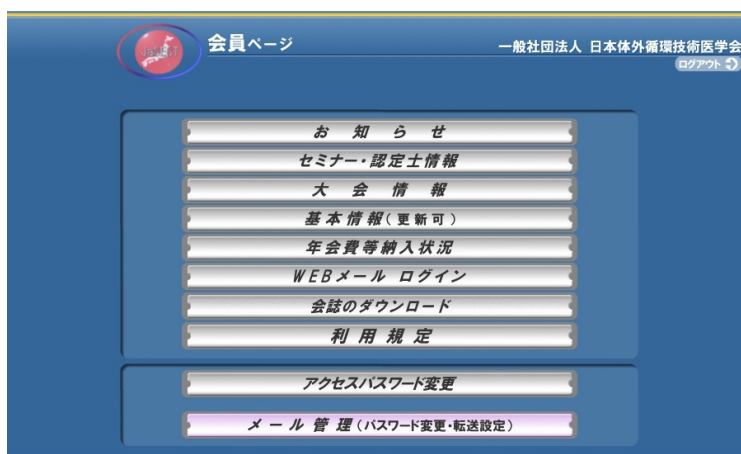 JaSECT
会員ページ
一般社団法人 日本体外循環技術医学会
ログアウト
お知らせ
セミナー・認定士情報
大会情報
基本情報(更新可)
年会費等納入状況
WEBメール ログイン
会誌のダウンロード
利用規定
アクセスパスワード変更
メール管理(パスワード変更・転送設定)